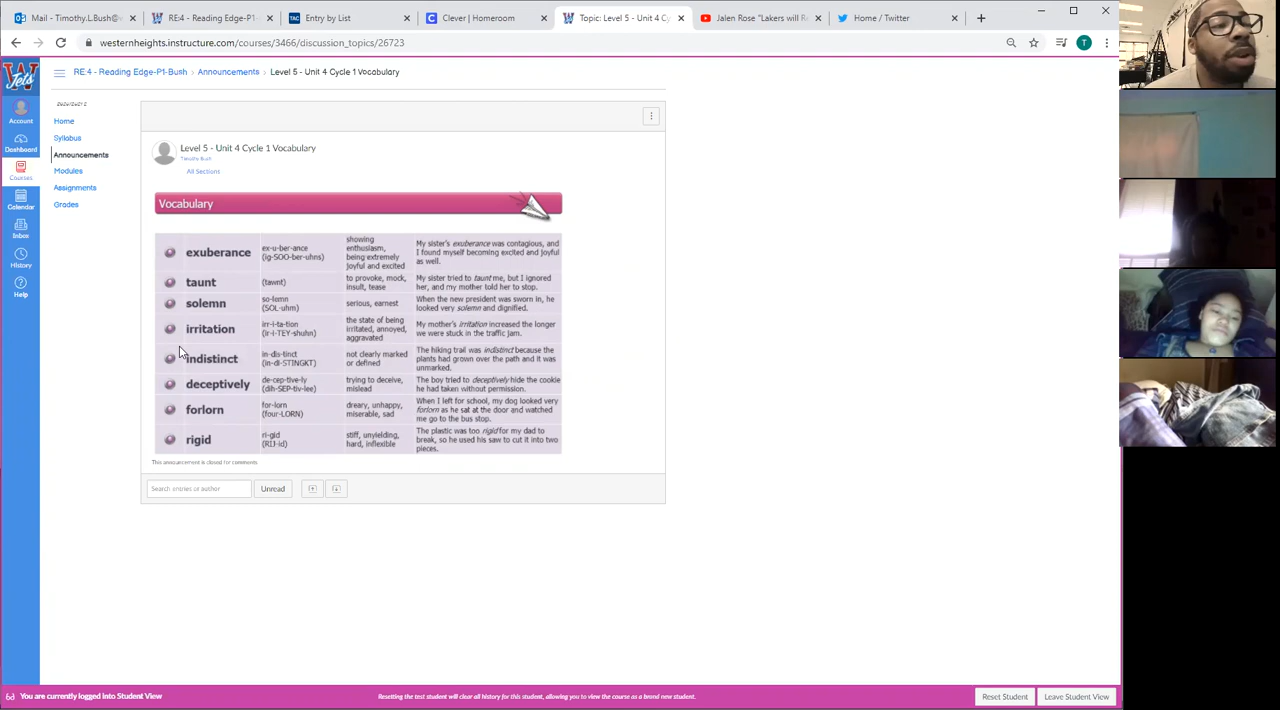 Mail - Timothy.L.Bush@w
RE:4 - Reading Edge-P1-Bush
Entry by List
Clever | Homeroom
Topic: Level 5 - Unit 4 Cy
Jalen Rose "Lakers will Re
Home / Twitter
westernheights.instructure.com/courses/3466/discussion_topics/26723
RE:4 - Reading Edge-P1-Bush > Announcements > Level 5 - Unit 4 Cycle 1 Vocabulary
Account
Dashboard
Courses
Calendar
Inbox
History
Help
Home
Syllabus
Announcements
Modules
Assignments
Grades
Level 5 - Unit 4 Cycle 1 Vocabulary
Timothy Bush
All Sections
Vocabulary
exuberance
ex-u-ber-ance
(ig-SOO-ber-uhns)
showing
enthusiasm,
being extremely
joyful and excited
My sister's exuberance was contagious, and
I found myself becoming excited and joyful
as well.
taunt
(tawnt)
to provoke, mock,
insult, tease
My sister tried to taunt me, but I ignored
her, and my mother told her to stop.
solemn
so-lemn
(SOL-uhm)
serious, earnest
When the new president was sworn in, he
looked very solemn and dignified.
irritation
irr-i-ta-tion
(ir-i-TEY-shuhn)
the state of being
irritated, annoyed,
aggravated
My mother's irritation increased the longer
we were stuck in the traffic jam.
indistinct
in-dis-tinct
(in-di-STINGKT)
not clearly marked
or defined
The hiking trail was indistinct because the
plants had grown over the path and it was
unmarked.
deceptively
de-cep-tive-ly
(dih-SEP-tiv-lee)
trying to deceive,
mislead
The boy tried to deceptively hide the cookie
he had taken without permission.
forlorn
for-lorn
(four-LORN)
dreary, unhappy,
miserable, sad
When I left for school, my dog looked very
forlorn as he sat at the door and watched
me go to the bus stop.
rigid
ri-gid
(RIJ-id)
stiff, unyielding,
hard, inflexible
The plastic was too rigid for my dad to
break, so he used his saw to cut it into two
pieces.
This announcement is closed for comments
Search entries or author
Unread
You are currently logged into Student View
Resetting the test student will clear all history for this student, allowing you to view the course as a brand new student.
Reset Student
Leave Student View